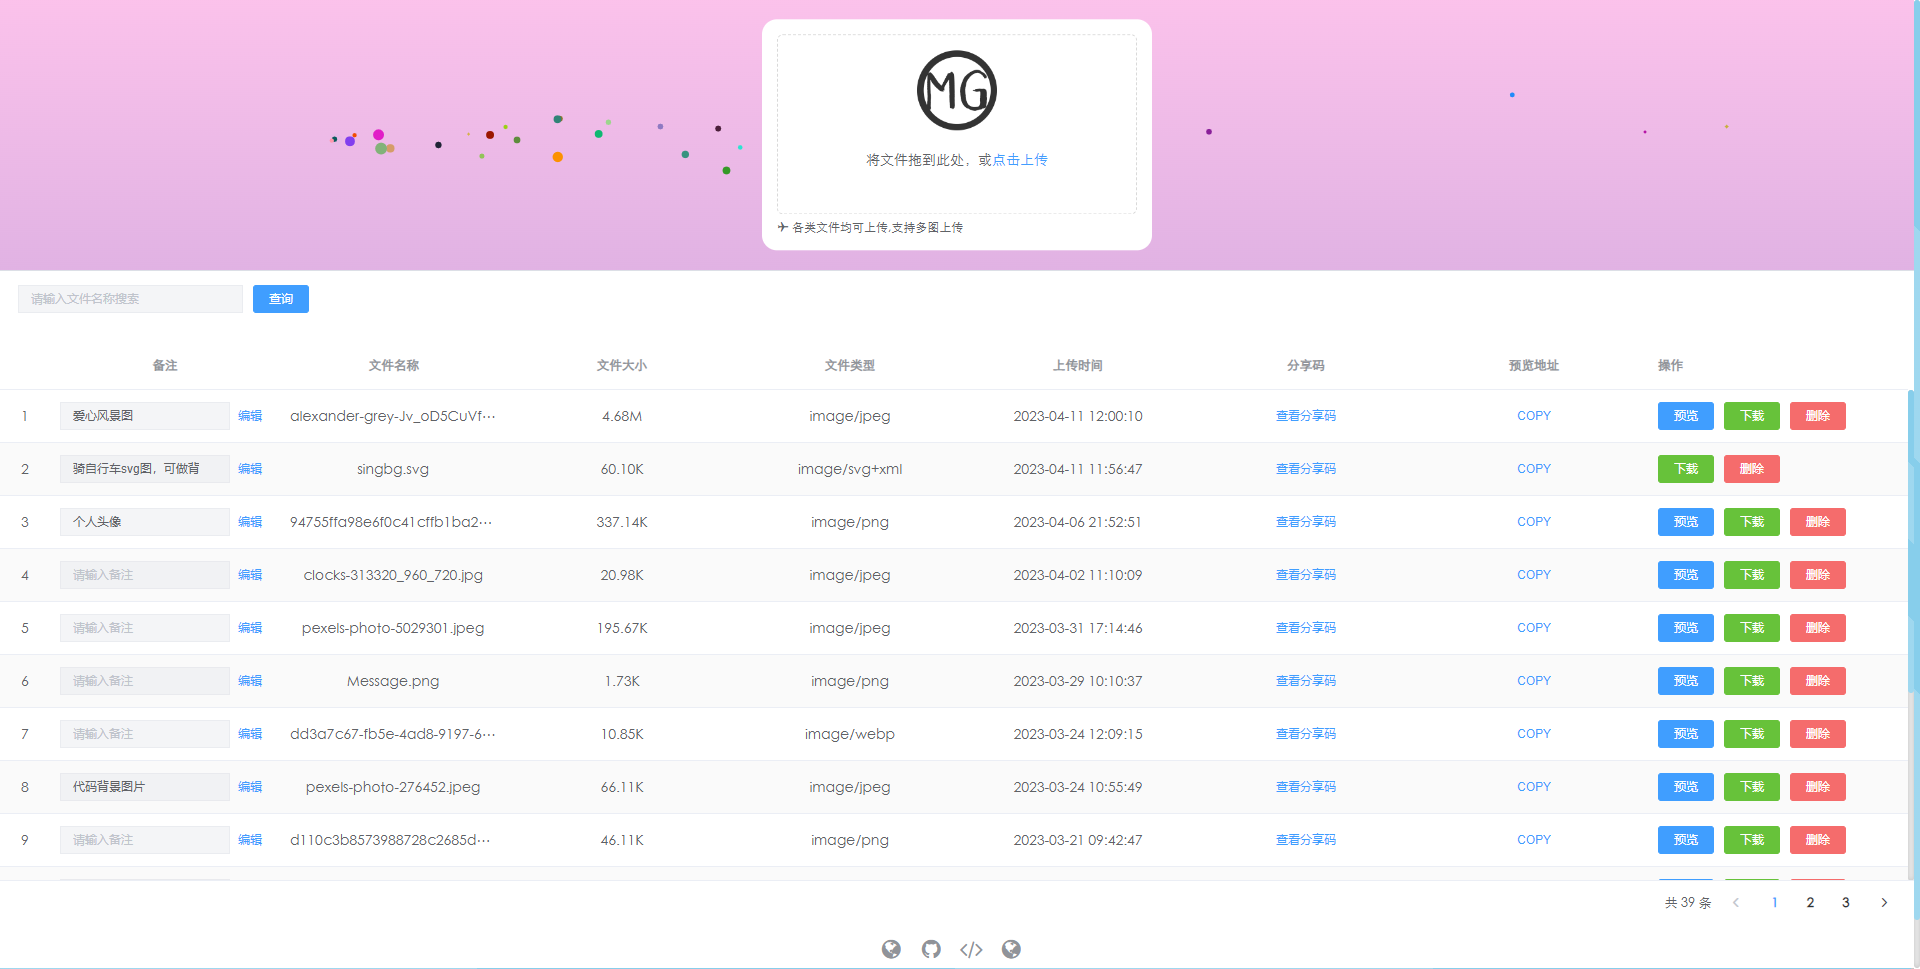 MG
将文件拖到此处，或点击上传
各类文件均可上传,支持多图上传
请输入文件名称搜索 查询
备注 文件名称 文件大小 文件类型 上传时间 分享码 预览地址 操作
1 爱心风景图 编辑 alexander-grey-Jv_oD5CuVf··· 4.68M image/jpeg 2023-04-11 12:00:10 查看分享码 COPY 预览 下载 删除
2 骑自行车svg图，可做背 编辑 singbg.svg 60.10K image/svg+xml 2023-04-11 11:56:47 查看分享码 COPY 下载 删除
3 个人头像 编辑 94755ffa98e6f0c41cffb1ba2··· 337.14K image/png 2023-04-06 21:52:51 查看分享码 COPY 预览 下载 删除
4 请输入备注 编辑 clocks-313320_960_720.jpg 20.98K image/jpeg 2023-04-02 11:10:09 查看分享码 COPY 预览 下载 删除
5 请输入备注 编辑 pexels-photo-5029301.jpeg 195.67K image/jpeg 2023-03-31 17:14:46 查看分享码 COPY 预览 下载 删除
6 请输入备注 编辑 Message.png 1.73K image/png 2023-03-29 10:10:37 查看分享码 COPY 预览 下载 删除
7 请输入备注 编辑 dd3a7c67-fb5e-4ad8-9197-6··· 10.85K image/webp 2023-03-24 12:09:15 查看分享码 COPY 预览 下载 删除
8 代码背景图片 编辑 pexels-photo-276452.jpeg 66.11K image/jpeg 2023-03-24 10:55:49 查看分享码 COPY 预览 下载 删除
9 请输入备注 编辑 d110c3b8573988728c2685d··· 46.11K image/png 2023-03-21 09:42:47 查看分享码 COPY 预览 下载 删除
共 39 条 1 2 3